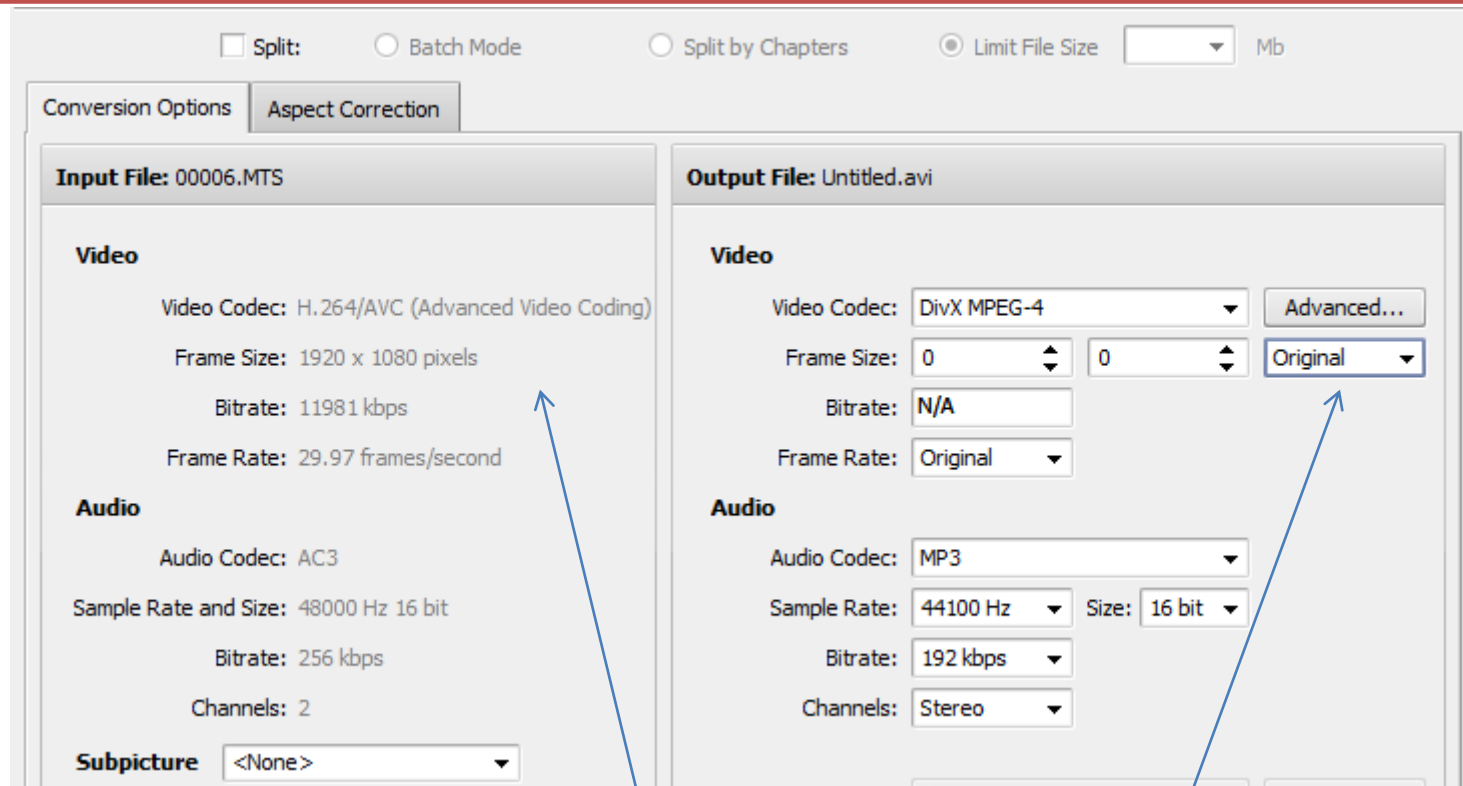 Split: Batch Mode Split by Chapters Limit File Size Mb
Conversion Options Aspect Correction
Input File: 00006.MTS
Video
Video Codec: H.264/AVC (Advanced Video Coding)
Frame Size: 1920 x 1080 pixels
Bitrate: 11981 kbps
Frame Rate: 29.97 frames/second
Audio
Audio Codec: AC3
Sample Rate and Size: 48000 Hz 16 bit
Bitrate: 256 kbps
Channels: 2
Subpicture <None>
Output File: Untitled.avi
Video
Video Codec: DivX MPEG-4 Advanced...
Frame Size: 0 0 Original
Bitrate: N/A
Frame Rate: Original
Audio
Audio Codec: MP3
Sample Rate: 44100 Hz Size: 16 bit
Bitrate: 192 kbps
Channels: Stereo